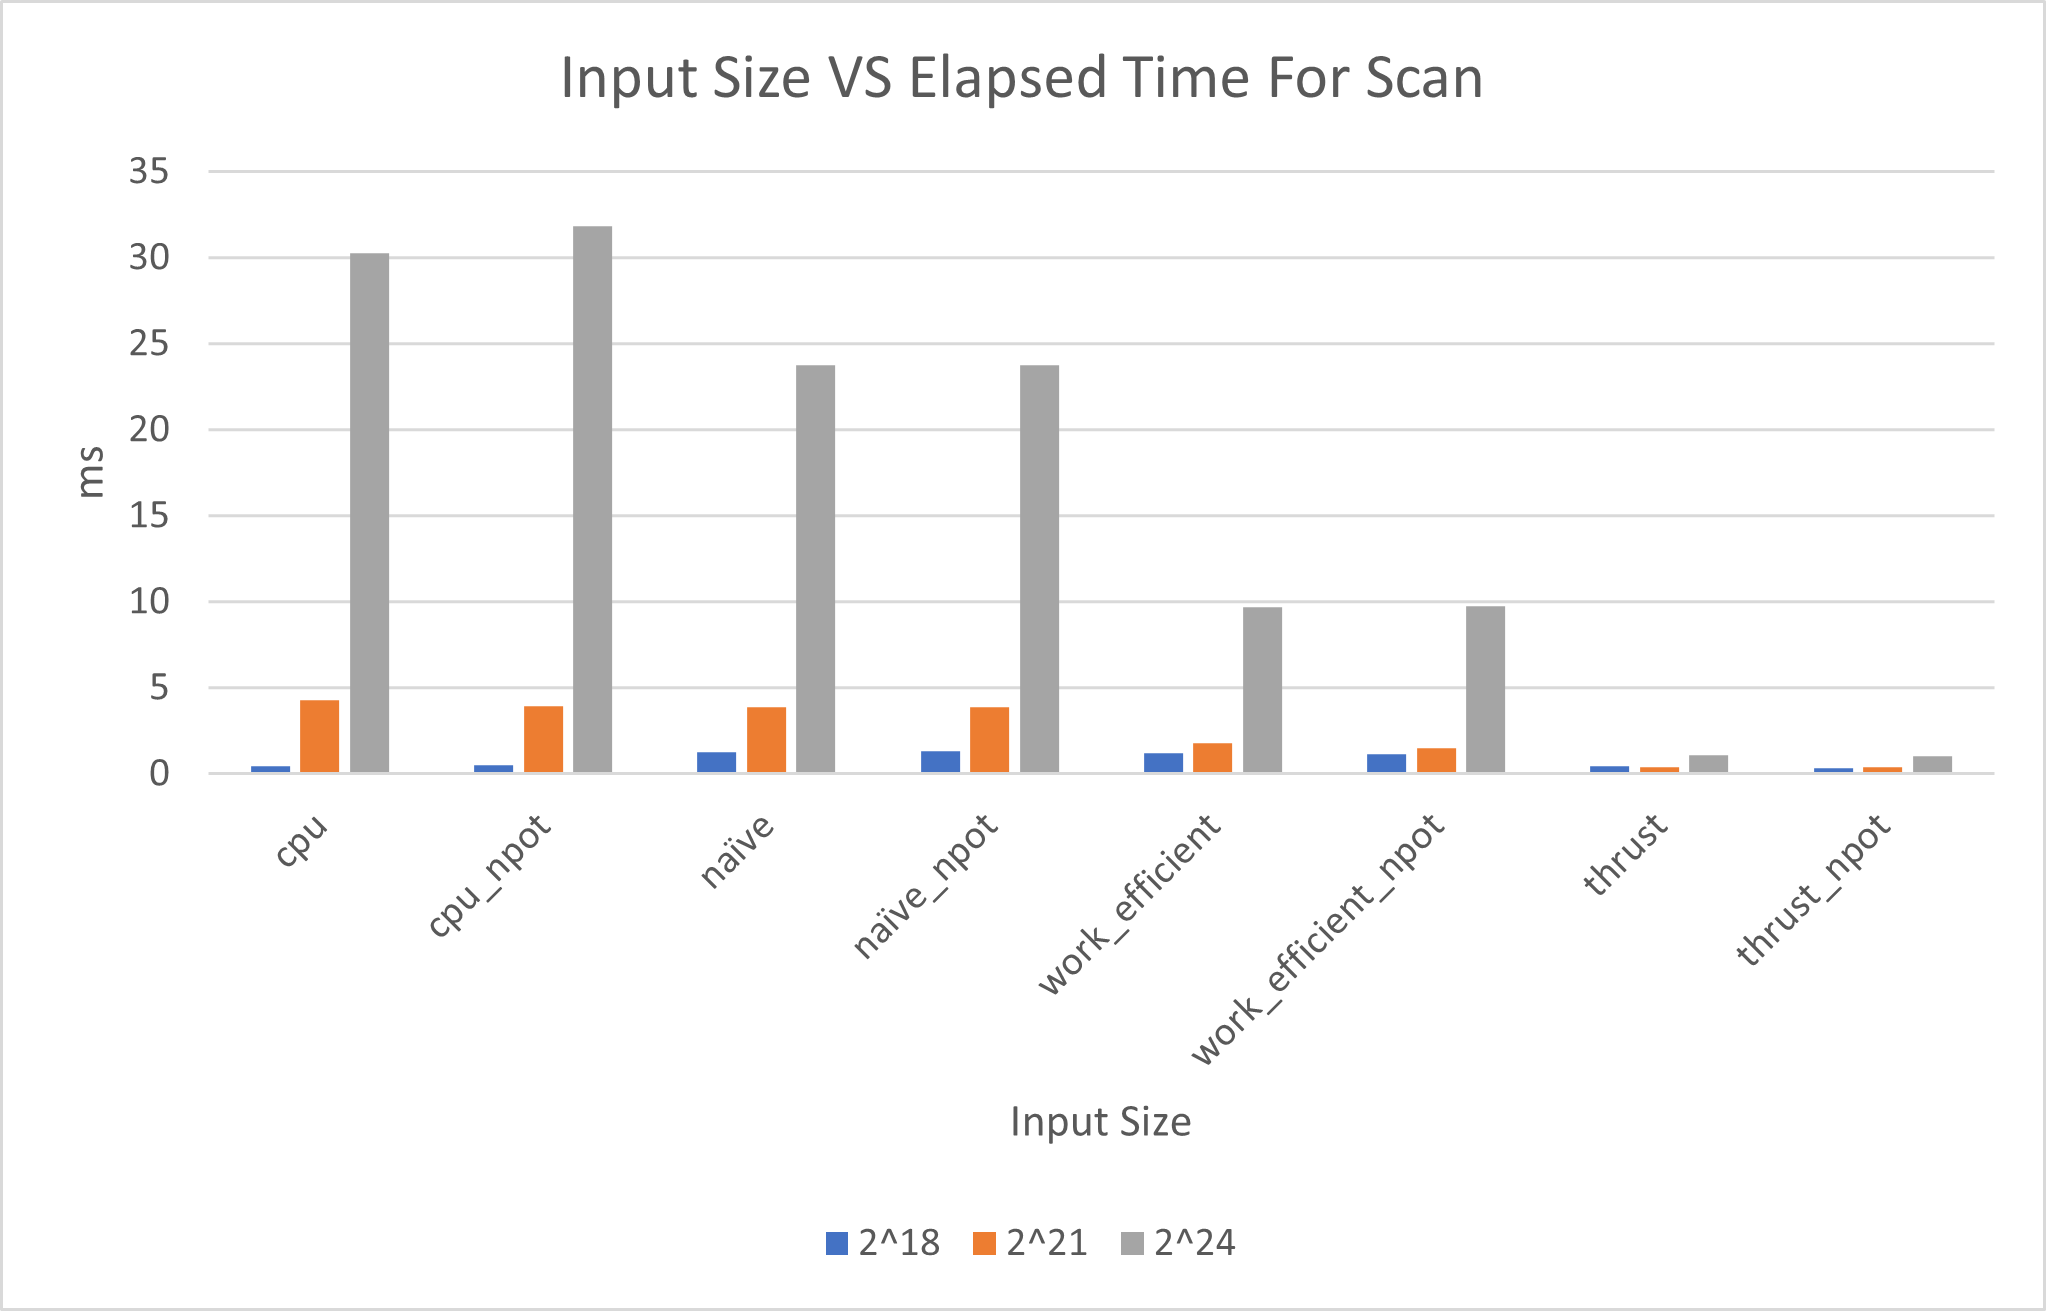 Input Size VS Elapsed Time For Scan
35
30
25
20
15
10
5
0
ms
cpu
cpu_npot
naïve
naïve_npot
work_efficient
work_efficient_npot
thrust
thrust_npot
Input Size
2^18 2^21 2^24